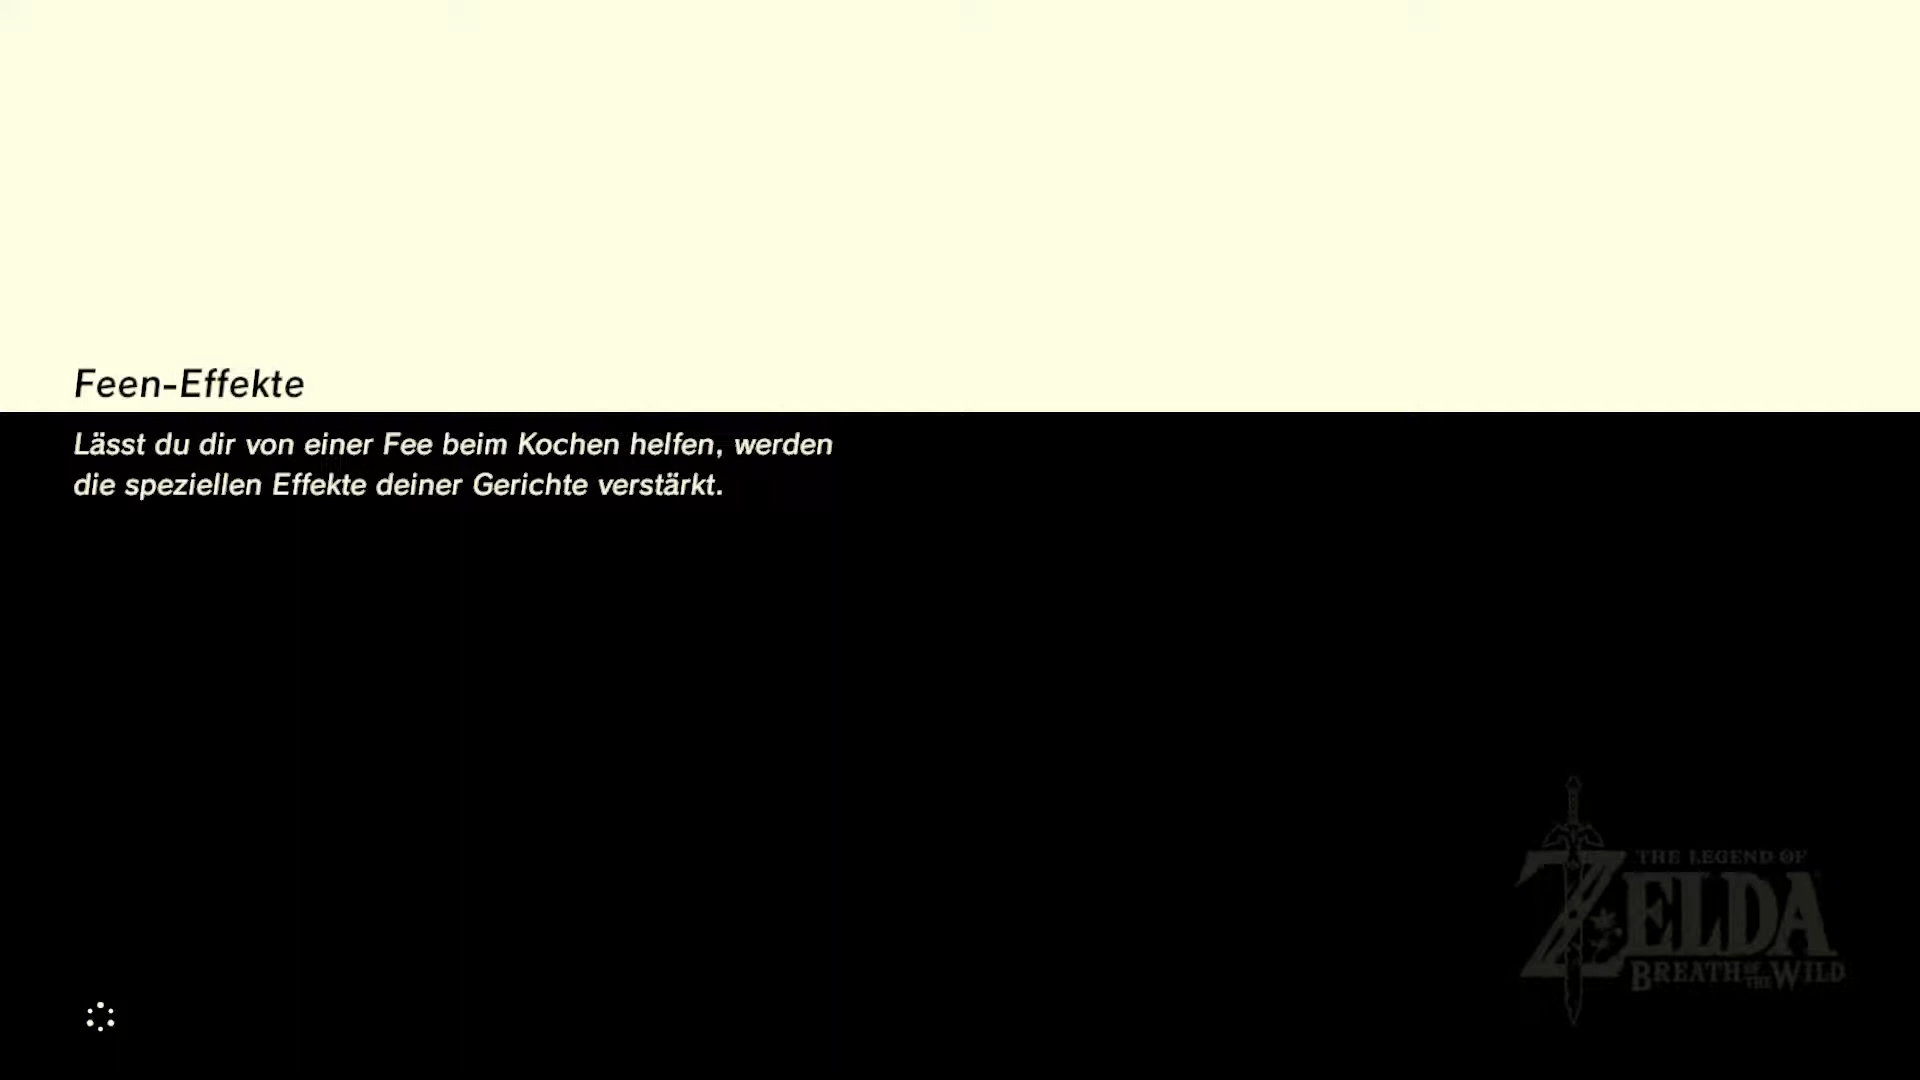 Feen-Effekte
Lässt du dir von einer Fee beim Kochen helfen, werden
die speziellen Effekte deiner Gerichte verstärkt.
THE LEGEND OF
ZELDA
BREATH OF THE WILD